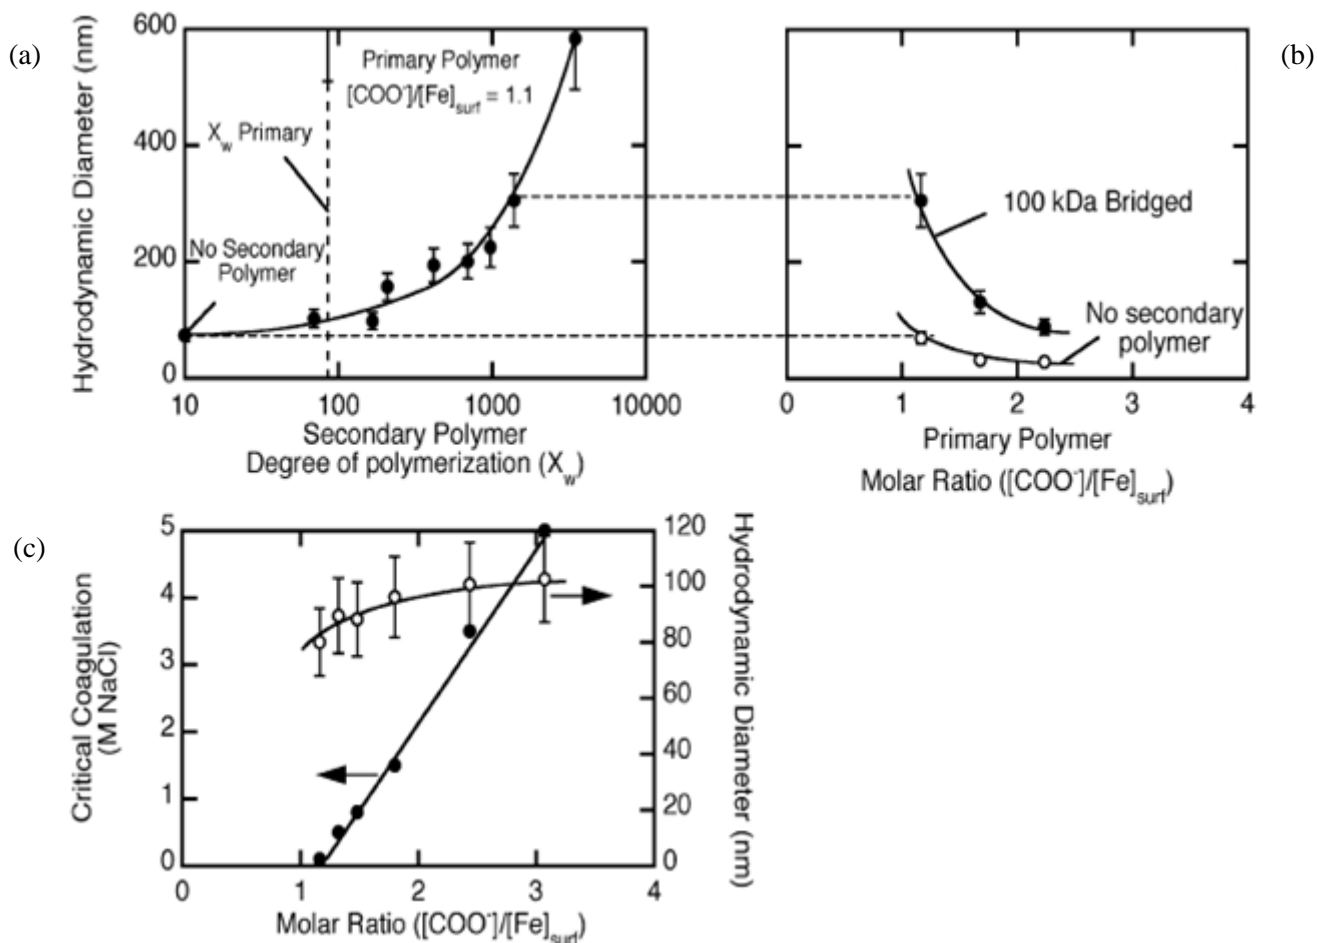 (a)
Hydrodynamic Diameter (nm)
600
400
200
0
Primary Polymer
[COO⁻]/[Fe]surf = 1.1
Xw Primary
No Secondary
Polymer
10
100
1000
10000
Secondary Polymer
Degree of polymerization (Xw)
(b)
100 kDa Bridged
No secondary
polymer
0
1
2
3
4
Primary Polymer
Molar Ratio ([COO⁻]/[Fe]surf)
(c)
Critical Coagulation
(M NaCl)
5
4
3
2
1
0
120
100
80
60
40
20
0
Hydrodynamic Diameter (nm)
0
1
2
3
4
Molar Ratio ([COO⁻]/[Fe]surf)